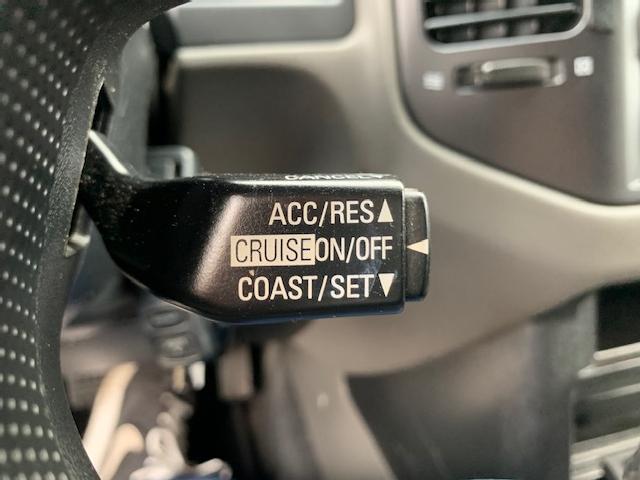 CANCEL
ACC/RES▲
CRUISE ON/OFF ◀
COAST/SET▼